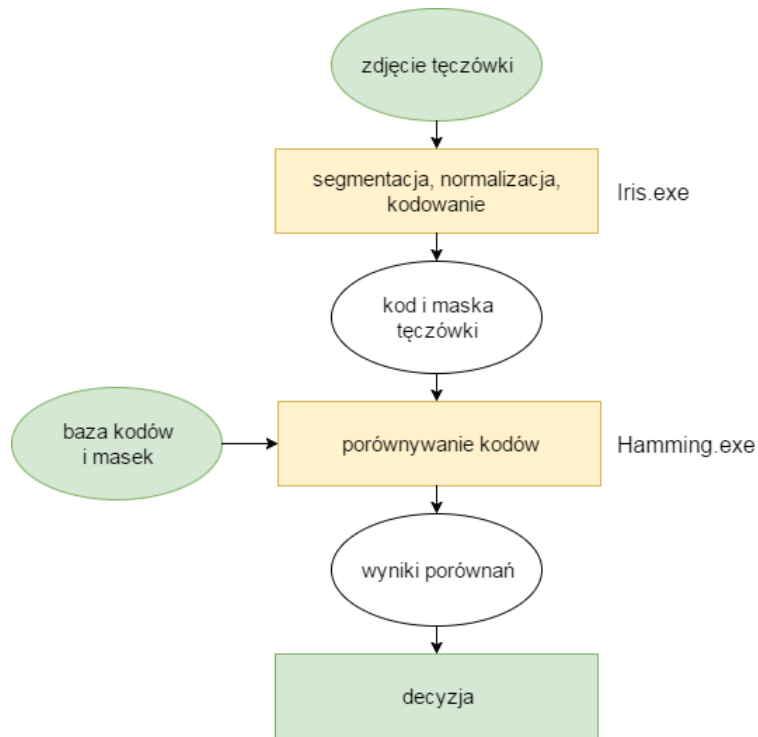 zdjęcie tęczówki
segmentacja, normalizacja,
kodowanie
Iris.exe
kod i maska
tęczówki
baza kodów
i masek
porównywanie kodów
Hamming.exe
wyniki porównań
decyzja